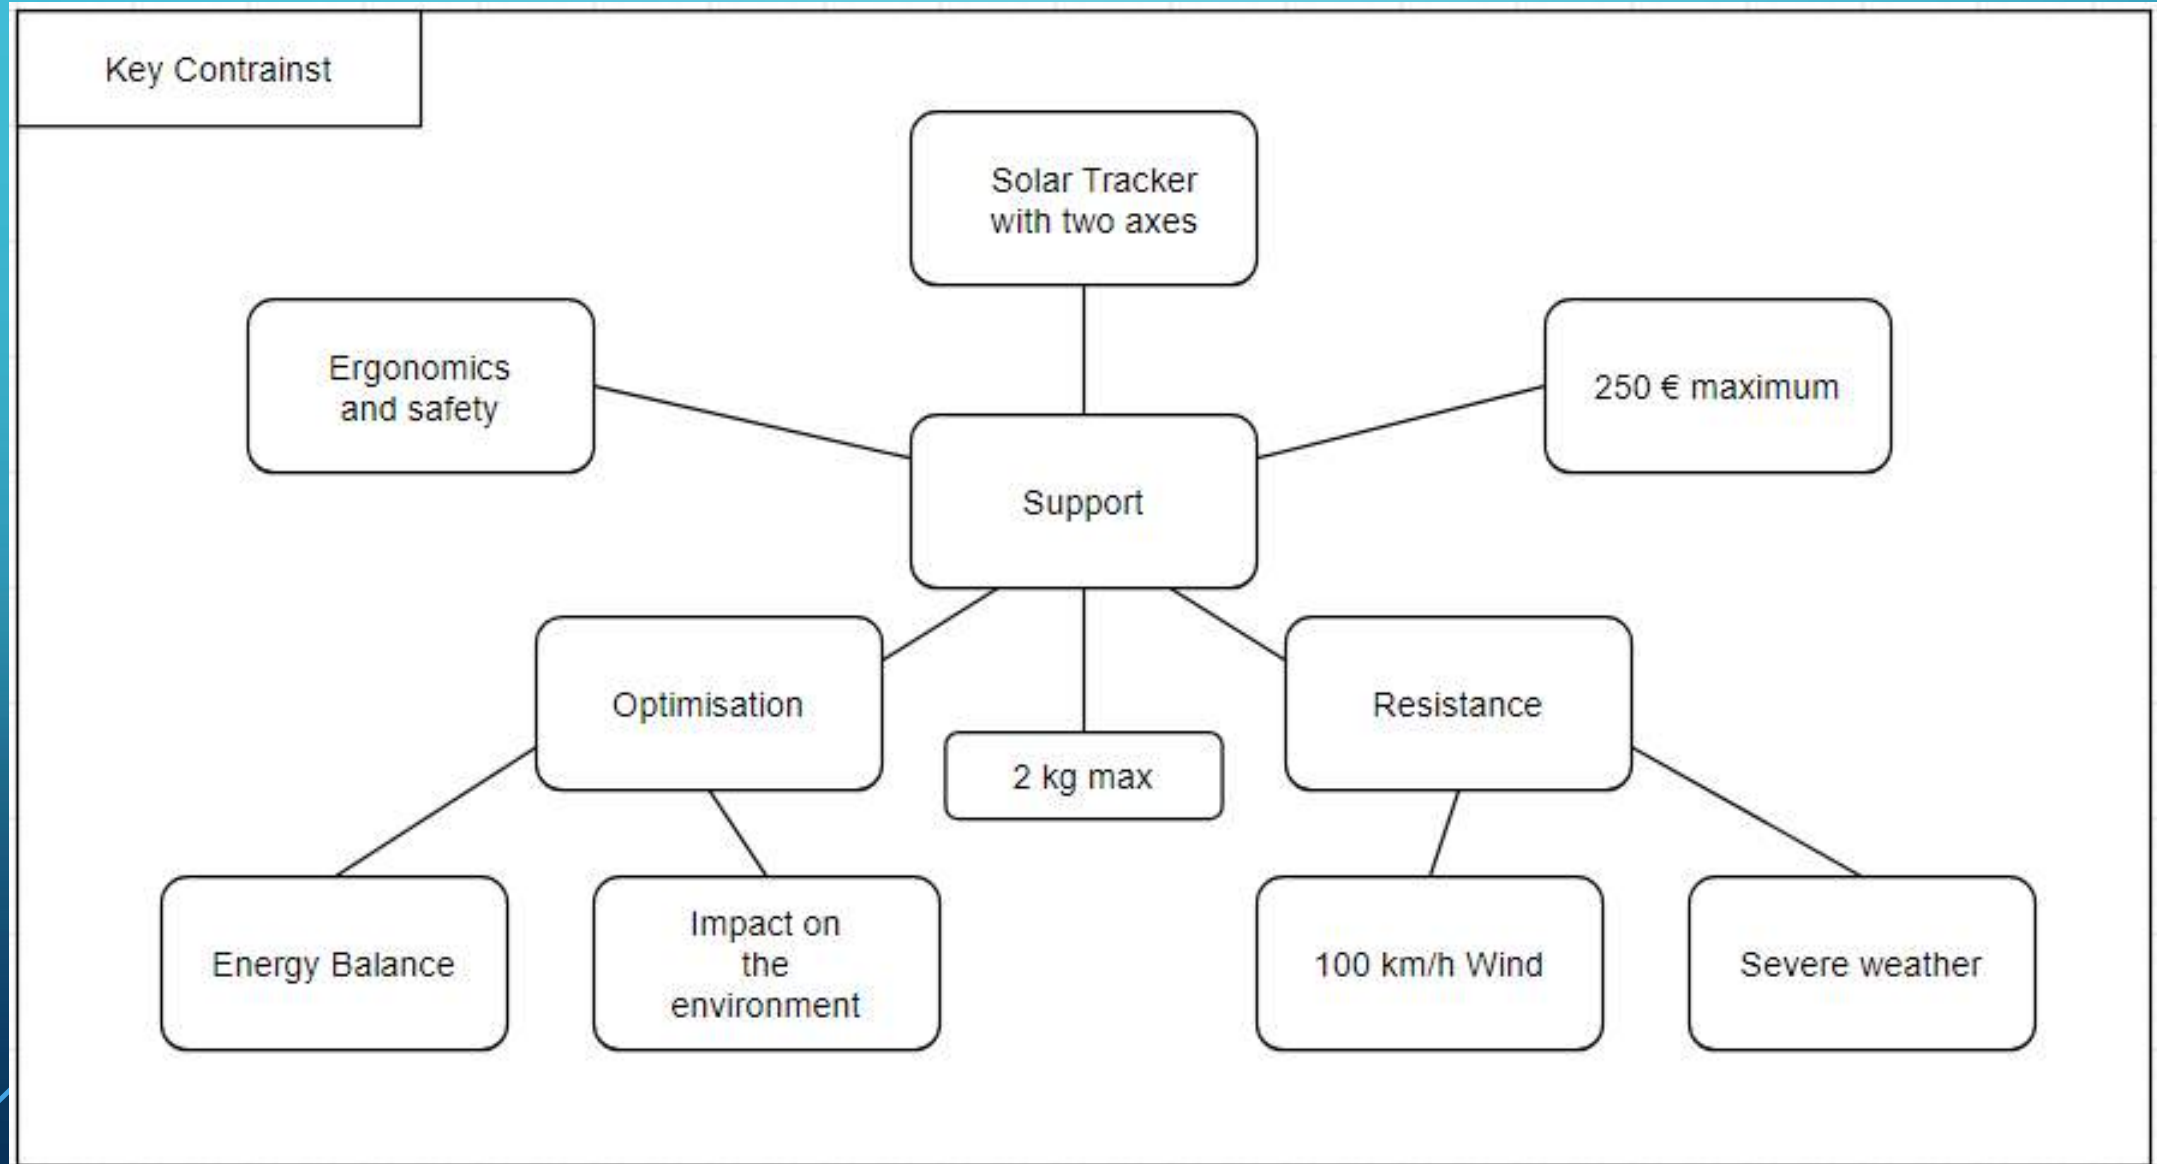 Key Contrainst
Solar Tracker
with two axes
Ergonomics
and safety
250 € maximum
Support
Optimisation
2 kg max
Resistance
Energy Balance
Impact on
the
environment
100 km/h Wind
Severe weather